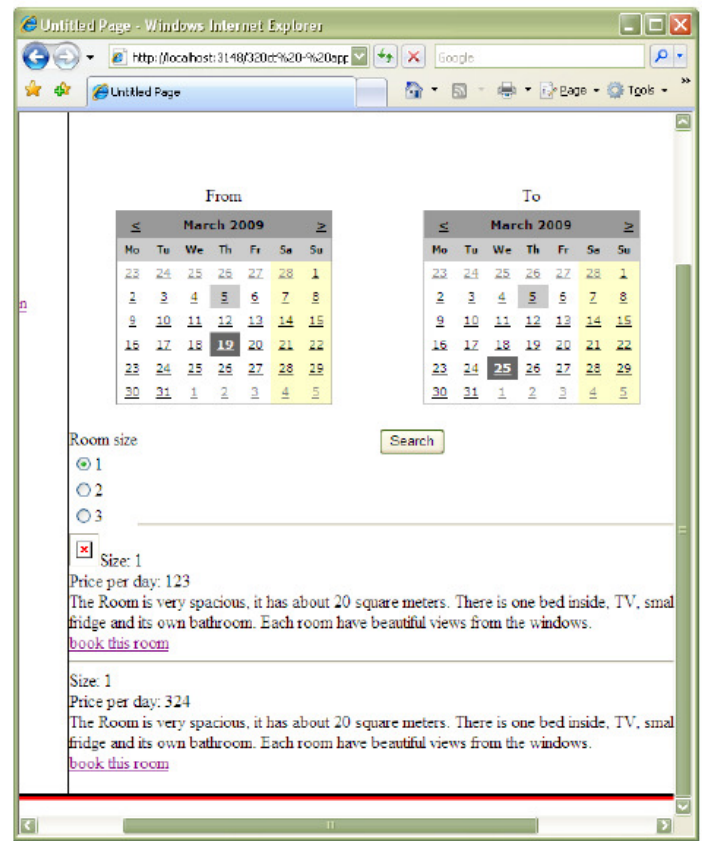 Untitled Page - Windows Internet Explorer
http://localhost:3148/320ct%20-%20app
Google
Untitled Page
Page
Tools
»
n
From To
< March 2009 > < March 2009 >
Mo Tu We Th Fr Sa Su Mo Tu We Th Fr Sa Su
23 24 25 26 27 28 1 23 24 25 26 27 28 1
2 3 4 5 6 7 8 2 3 4 5 6 7 8
9 10 11 12 13 14 15 9 10 11 12 13 14 15
16 17 18 19 20 21 22 16 17 18 19 20 21 22
23 24 25 26 27 28 29 23 24 25 26 27 28 29
30 31 1 2 3 4 5 30 31 1 2 3 4 5
Room size Search
1
2
3
Size: 1
Price per day: 123
The Room is very spacious, it has about 20 square meters. There is one bed inside, TV, smal
fridge and its own bathroom. Each room have beautiful views from the windows.
book this room
Size: 1
Price per day: 324
The Room is very spacious, it has about 20 square meters. There is one bed inside, TV, smal
fridge and its own bathroom. Each room have beautiful views from the windows.
book this room